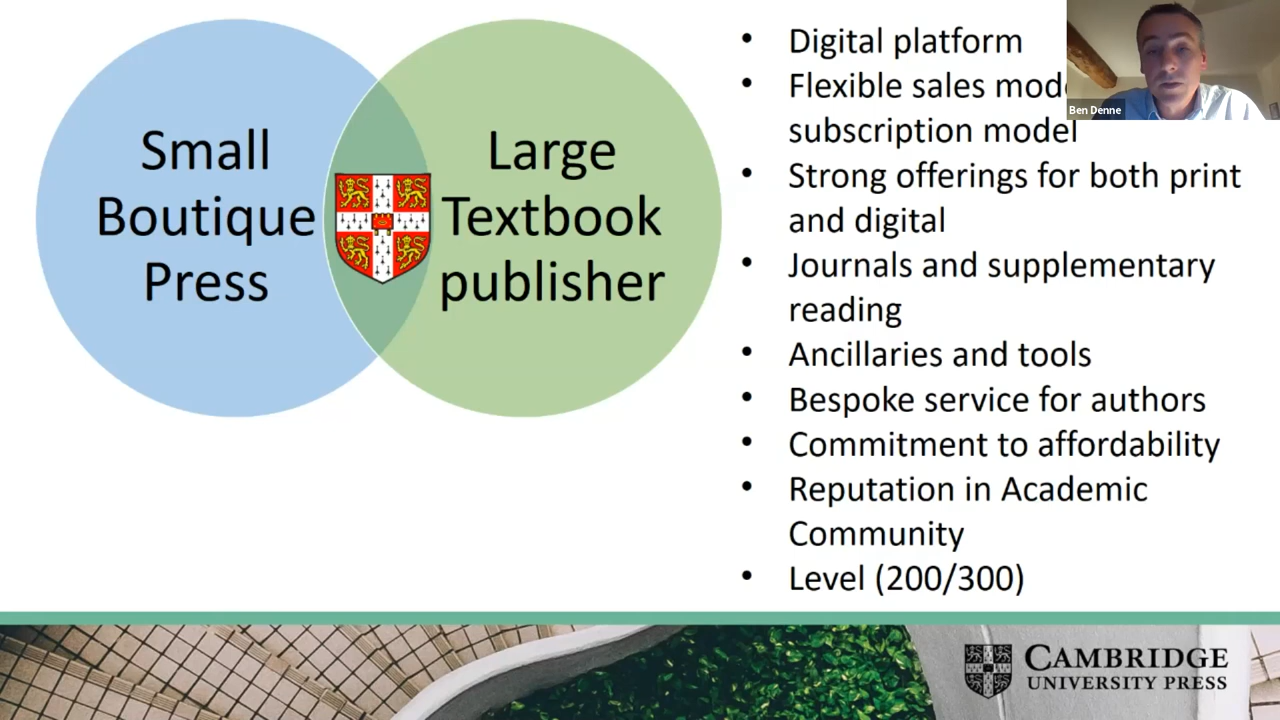 Small
Boutique
Press
Large
Textbook
publisher
• Digital platform
• Flexible sales
subscription model
• Strong offerings for both print
and digital
• Journals and supplementary
reading
• Ancillaries and tools
• Bespoke service for authors
• Commitment to affordability
• Reputation in Academic
Community
• Level (200/300)
Ben Denne
CAMBRIDGE
UNIVERSITY PRESS